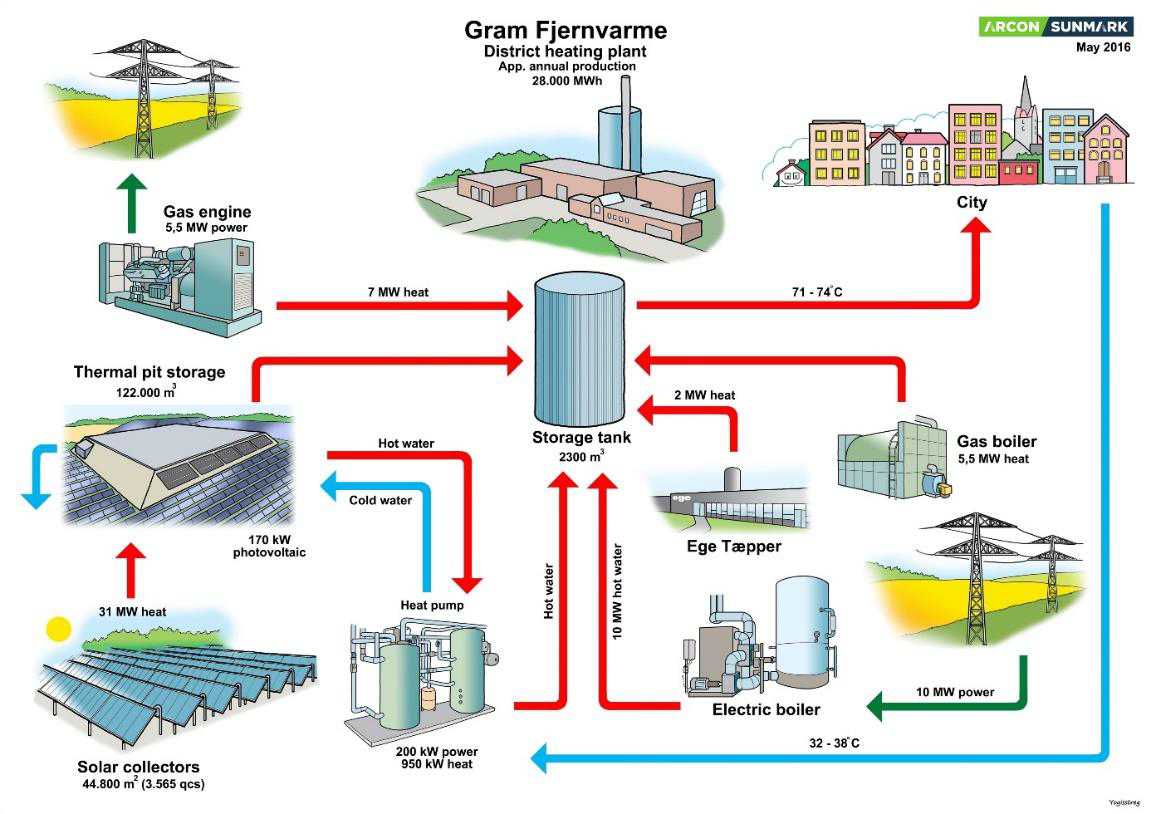 Gram Fjernvarme
District heating plant
App. annual production
28.000 MWh
ARCON SUNMARK
May 2016
City
Gas engine
5,5 MW power
7 MW heat
71 - 74°C
Thermal pit storage
122.000 m³
Storage tank
2300 m³
2 MW heat
Gas boiler
5,5 MW heat
Hot water
Cold water
ege
Ege Tæpper
170 kW
photovoltaic
31 MW heat
Heat pump
Hot water
10 MW hot water
10 MW power
Electric boiler
32 - 38°C
200 kW power
950 kW heat
Solar collectors
44.800 m² (3.565 qcs)